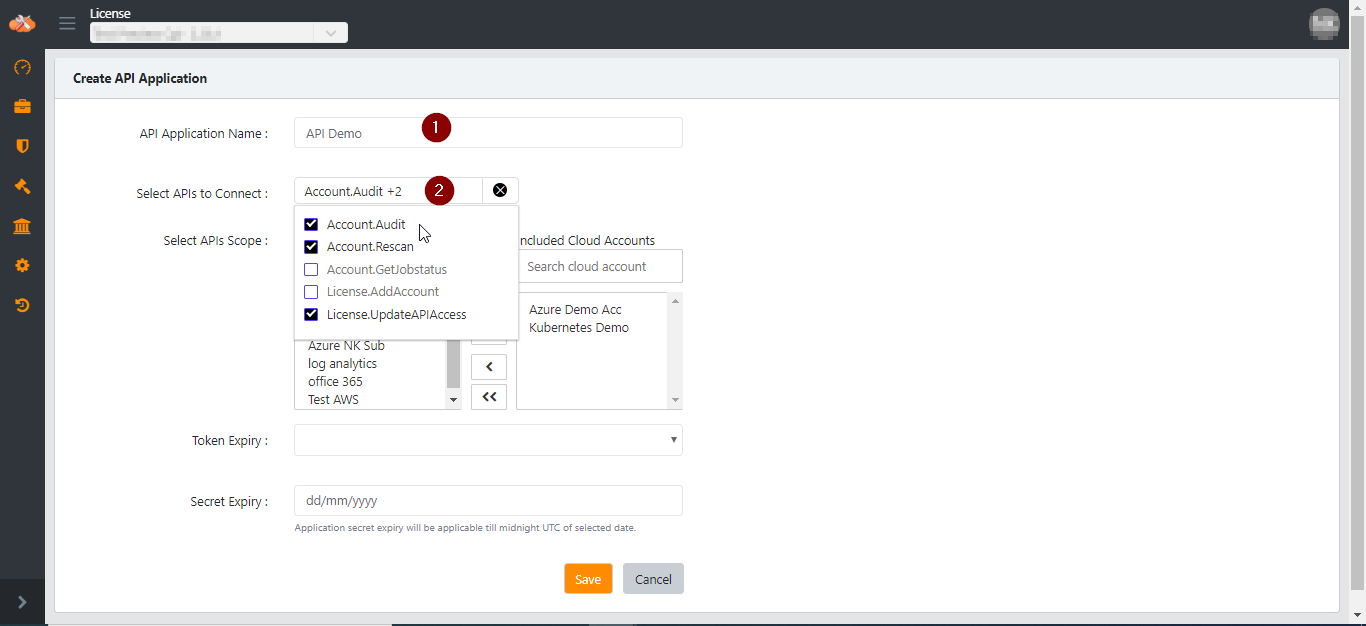 License
Create API Application
API Application Name :
API Demo
1
Select APIs to Connect :
Account.Audit +2
2
Account.Audit
Account.Rescan
Account.GetJobstatus
License.AddAccount
License.UpdateAPIAccess
Select APIs Scope :
ncluded Cloud Accounts
Search cloud account
Azure NK Sub
log analytics
office 365
Test AWS
Azure Demo Acc
Kubernetes Demo
Token Expiry :
Secret Expiry :
dd/mm/yyyy
Application secret expiry will be applicable till midnight UTC of selected date.
Save
Cancel